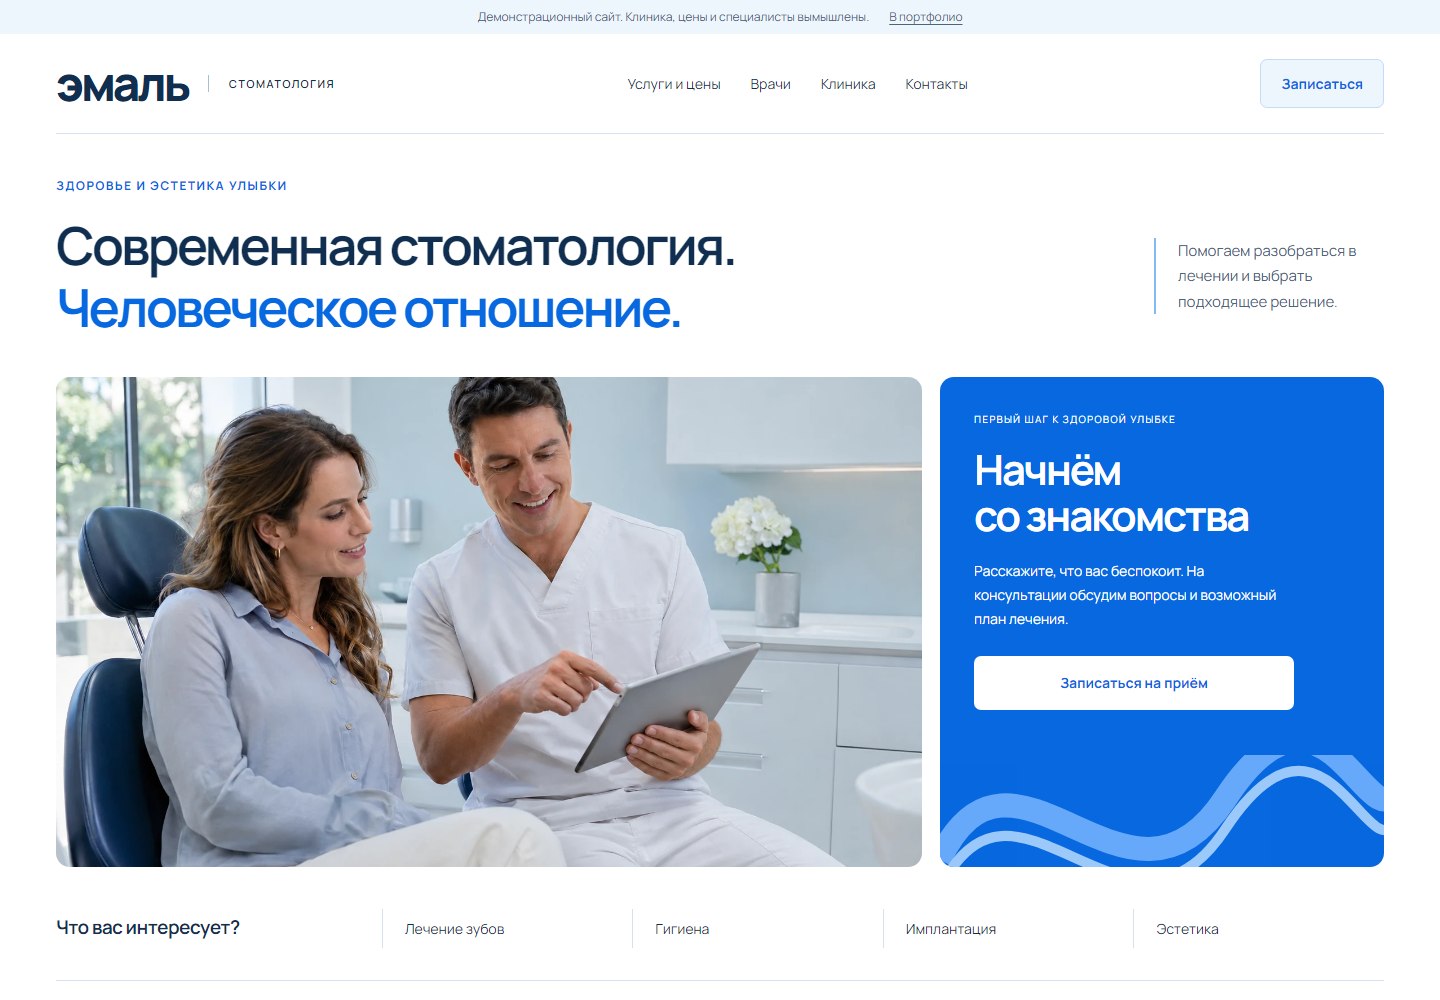 Демонстрационный сайт. Клиника, цены и специалисты вымышлены. В портфолио
эмаль СТОМАТОЛОГИЯ Услуги и цены Врачи Клиника Контакты Записаться
ЗДОРОВЬЕ И ЭСТЕТИКА УЛЫБКИ
Современная стоматология.
Человеческое отношение.
Помогаем разобраться в
лечении и выбрать
подходящее решение.
ПЕРВЫЙ ШАГ К ЗДОРОВОЙ УЛЫБКЕ
Начнём
со знакомства
Расскажите, что вас беспокоит. На
консультации обсудим вопросы и возможный
план лечения.
Записаться на приём
Что вас интересует? Лечение зубов Гигиена Имплантация Эстетика